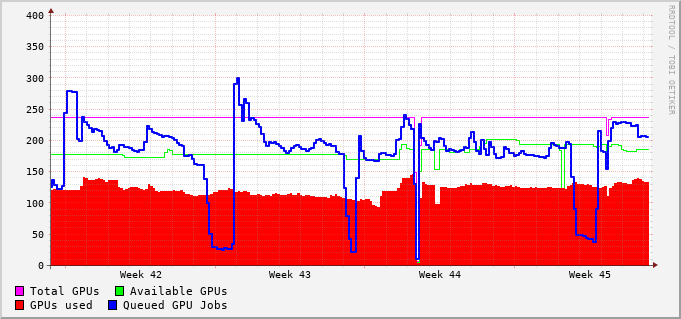 400
350
300
250
200
150
100
50
0
Week 42 Week 43 Week 44 Week 45
Total GPUs Available GPUs
GPUs used Queued GPU Jobs
RRDTOOL / TOBI OETIKER